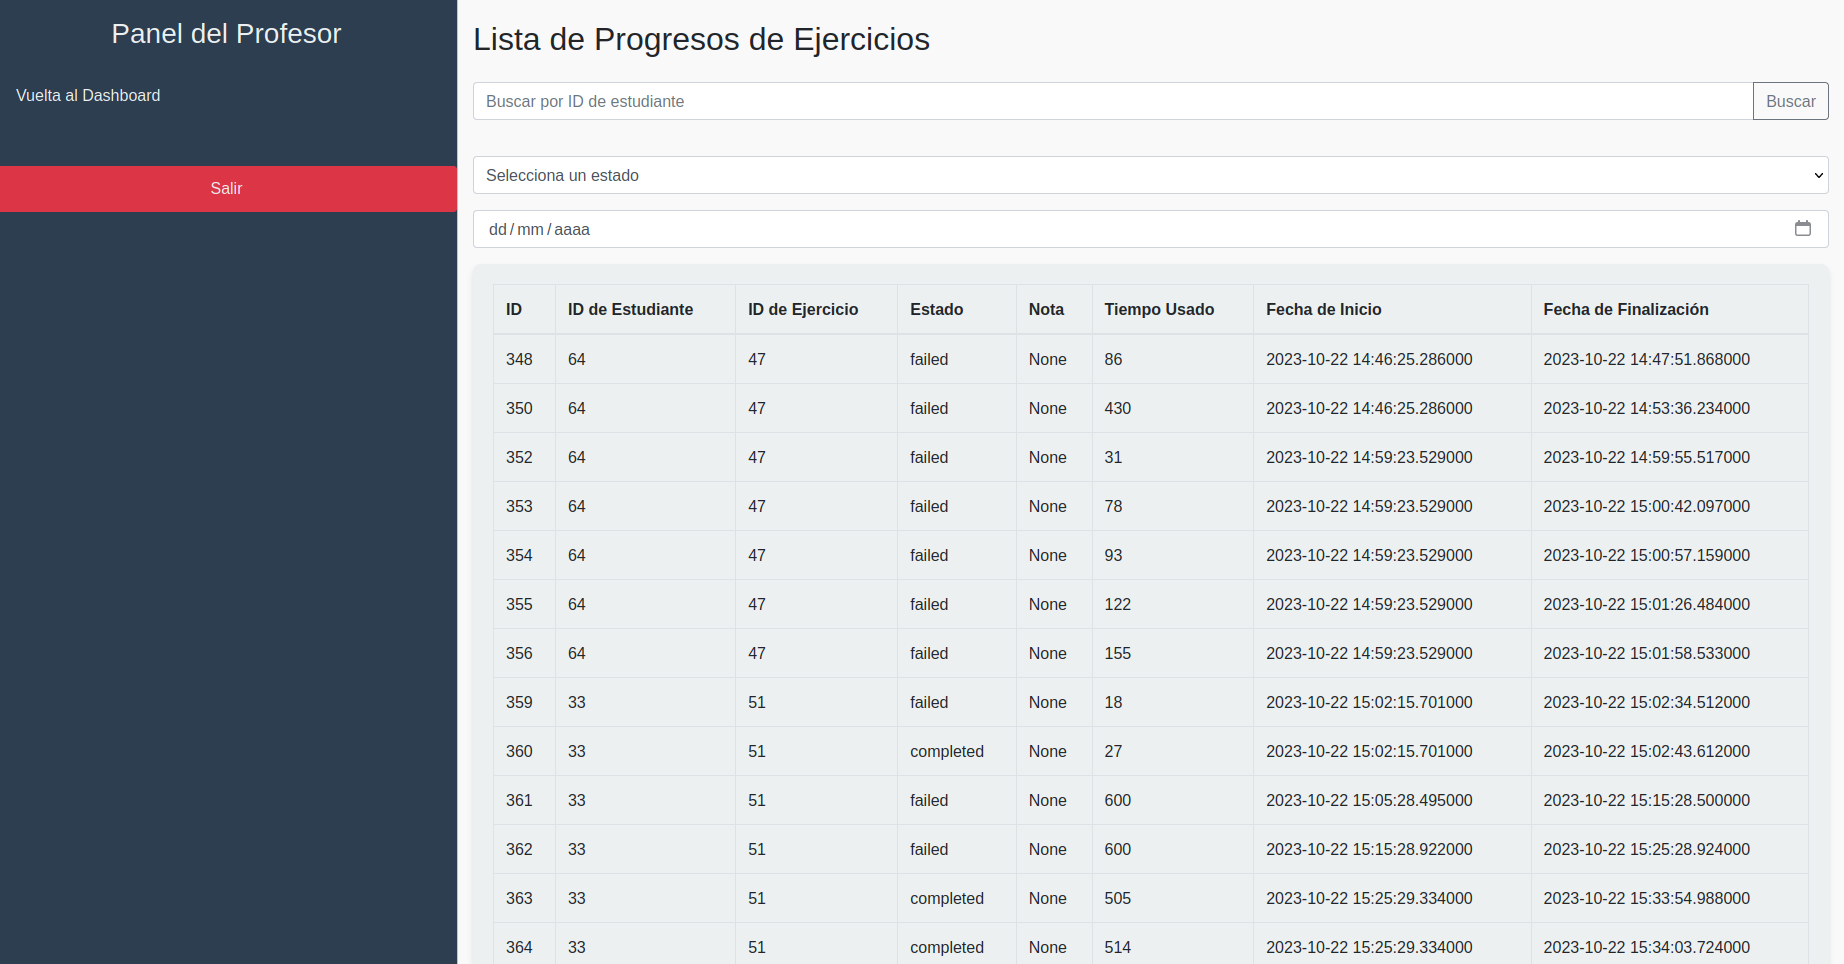 Panel del Profesor
Vuelta al Dashboard
Salir
Lista de Progresos de Ejercicios
Buscar por ID de estudiante Buscar
Selecciona un estado
dd/mm/aaaa
ID ID de Estudiante ID de Ejercicio Estado Nota Tiempo Usado Fecha de Inicio Fecha de Finalización
348 64 47 failed None 86 2023-10-22 14:46:25.286000 2023-10-22 14:47:51.868000
350 64 47 failed None 430 2023-10-22 14:46:25.286000 2023-10-22 14:53:36.234000
352 64 47 failed None 31 2023-10-22 14:59:23.529000 2023-10-22 14:59:55.517000
353 64 47 failed None 78 2023-10-22 14:59:23.529000 2023-10-22 15:00:42.097000
354 64 47 failed None 93 2023-10-22 14:59:23.529000 2023-10-22 15:00:57.159000
355 64 47 failed None 122 2023-10-22 14:59:23.529000 2023-10-22 15:01:26.484000
356 64 47 failed None 155 2023-10-22 14:59:23.529000 2023-10-22 15:01:58.533000
359 33 51 failed None 18 2023-10-22 15:02:15.701000 2023-10-22 15:02:34.512000
360 33 51 completed None 27 2023-10-22 15:02:15.701000 2023-10-22 15:02:43.612000
361 33 51 failed None 600 2023-10-22 15:05:28.495000 2023-10-22 15:15:28.500000
362 33 51 failed None 600 2023-10-22 15:15:28.922000 2023-10-22 15:25:28.924000
363 33 51 completed None 505 2023-10-22 15:25:29.334000 2023-10-22 15:33:54.988000
364 33 51 completed None 514 2023-10-22 15:25:29.334000 2023-10-22 15:34:03.724000